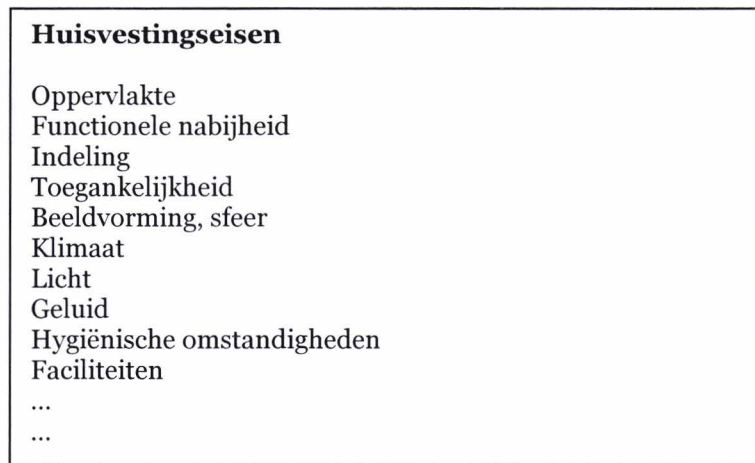 Huisvestingseisen
Oppervlakte
Functionele nabijheid
Indeling
Toegankelijkheid
Beeldvorming, sfeer
Klimaat
Licht
Geluid
Hygiënische omstandigheden
Faciliteiten
...
...